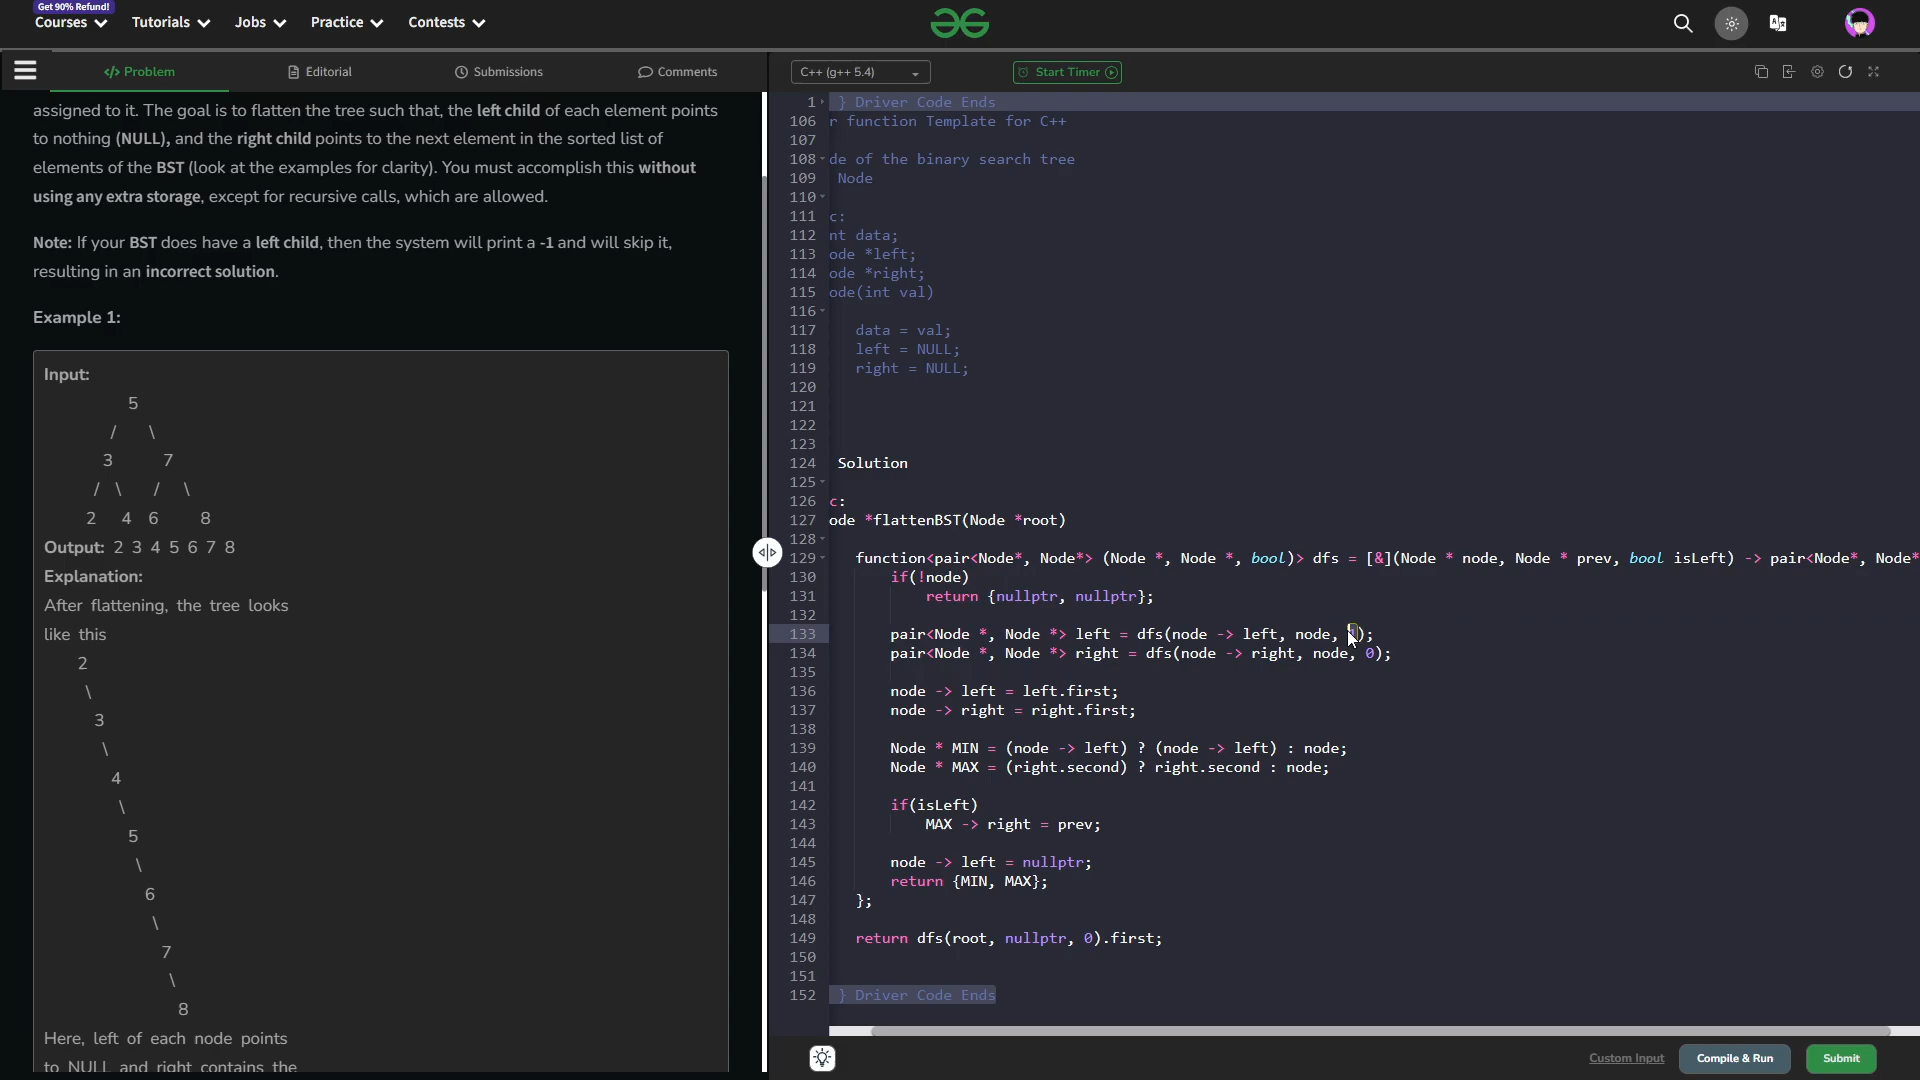 Get 90% Refund!
Courses Tutorials Jobs Practice Contests
Problem Editorial Submissions Comments
assigned to it. The goal is to flatten the tree such that, the left child of each element points
to nothing (NULL), and the right child points to the next element in the sorted list of
elements of the BST (look at the examples for clarity). You must accomplish this without
using any extra storage, except for recursive calls, which are allowed.
Note: If your BST does have a left child, then the system will print a -1 and will skip it,
resulting in an incorrect solution.
Example 1:
Input:
5
/ \
3 7
/ \ / \
2 4 6 8
Output: 2 3 4 5 6 7 8
Explanation:
After flattening, the tree looks
like this
2
\
3
\
4
\
5
\
6
\
7
\
8
Here, left of each node points
to NULL and right contains the
C++ (g++ 5.4) Start Timer
1 } Driver Code Ends
106 r function Template for C++
107
108 de of the binary search tree
109 Node
110
111 c:
112 nt data;
113 ode *left;
114 ode *right;
115 ode(int val)
116
117 data = val;
118 left = NULL;
119 right = NULL;
120
121
122
123
124 Solution
125
126 c:
127 ode *flattenBST(Node *root)
128
129 function<pair<Node*, Node*> (Node *, Node *, bool)> dfs = [&](Node * node, Node * prev, bool isLeft) -> pair<Node*, Node*
130 if(!node)
131 return {nullptr, nullptr};
132
133 pair<Node *, Node *> left = dfs(node -> left, node, );
134 pair<Node *, Node *> right = dfs(node -> right, node, 0);
135
136 node -> left = left.first;
137 node -> right = right.first;
138
139 Node * MIN = (node -> left) ? (node -> left) : node;
140 Node * MAX = (right.second) ? right.second : node;
141
142 if(isLeft)
143 MAX -> right = prev;
144
145 node -> left = nullptr;
146 return {MIN, MAX};
147 };
148
149 return dfs(root, nullptr, 0).first;
150
151
152 } Driver Code Ends
Custom Input Compile & Run Submit